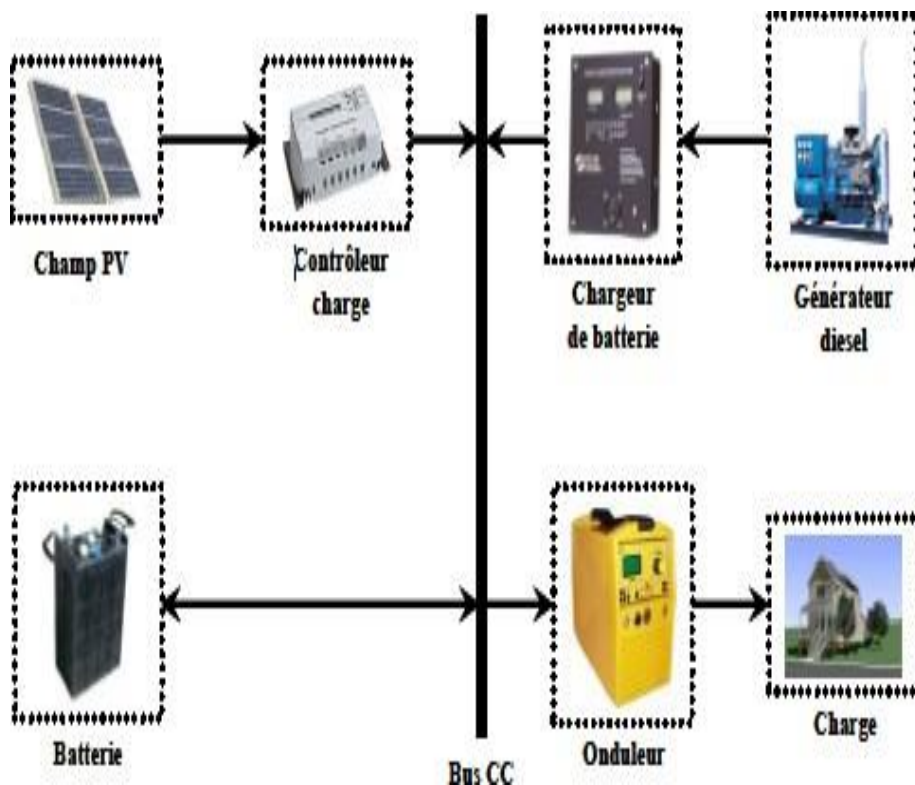 Champ PV
Contrôleur
charge
Chargeur
de batterie
Générateur
diesel
Batterie
Bus CC
Onduleur
Charge